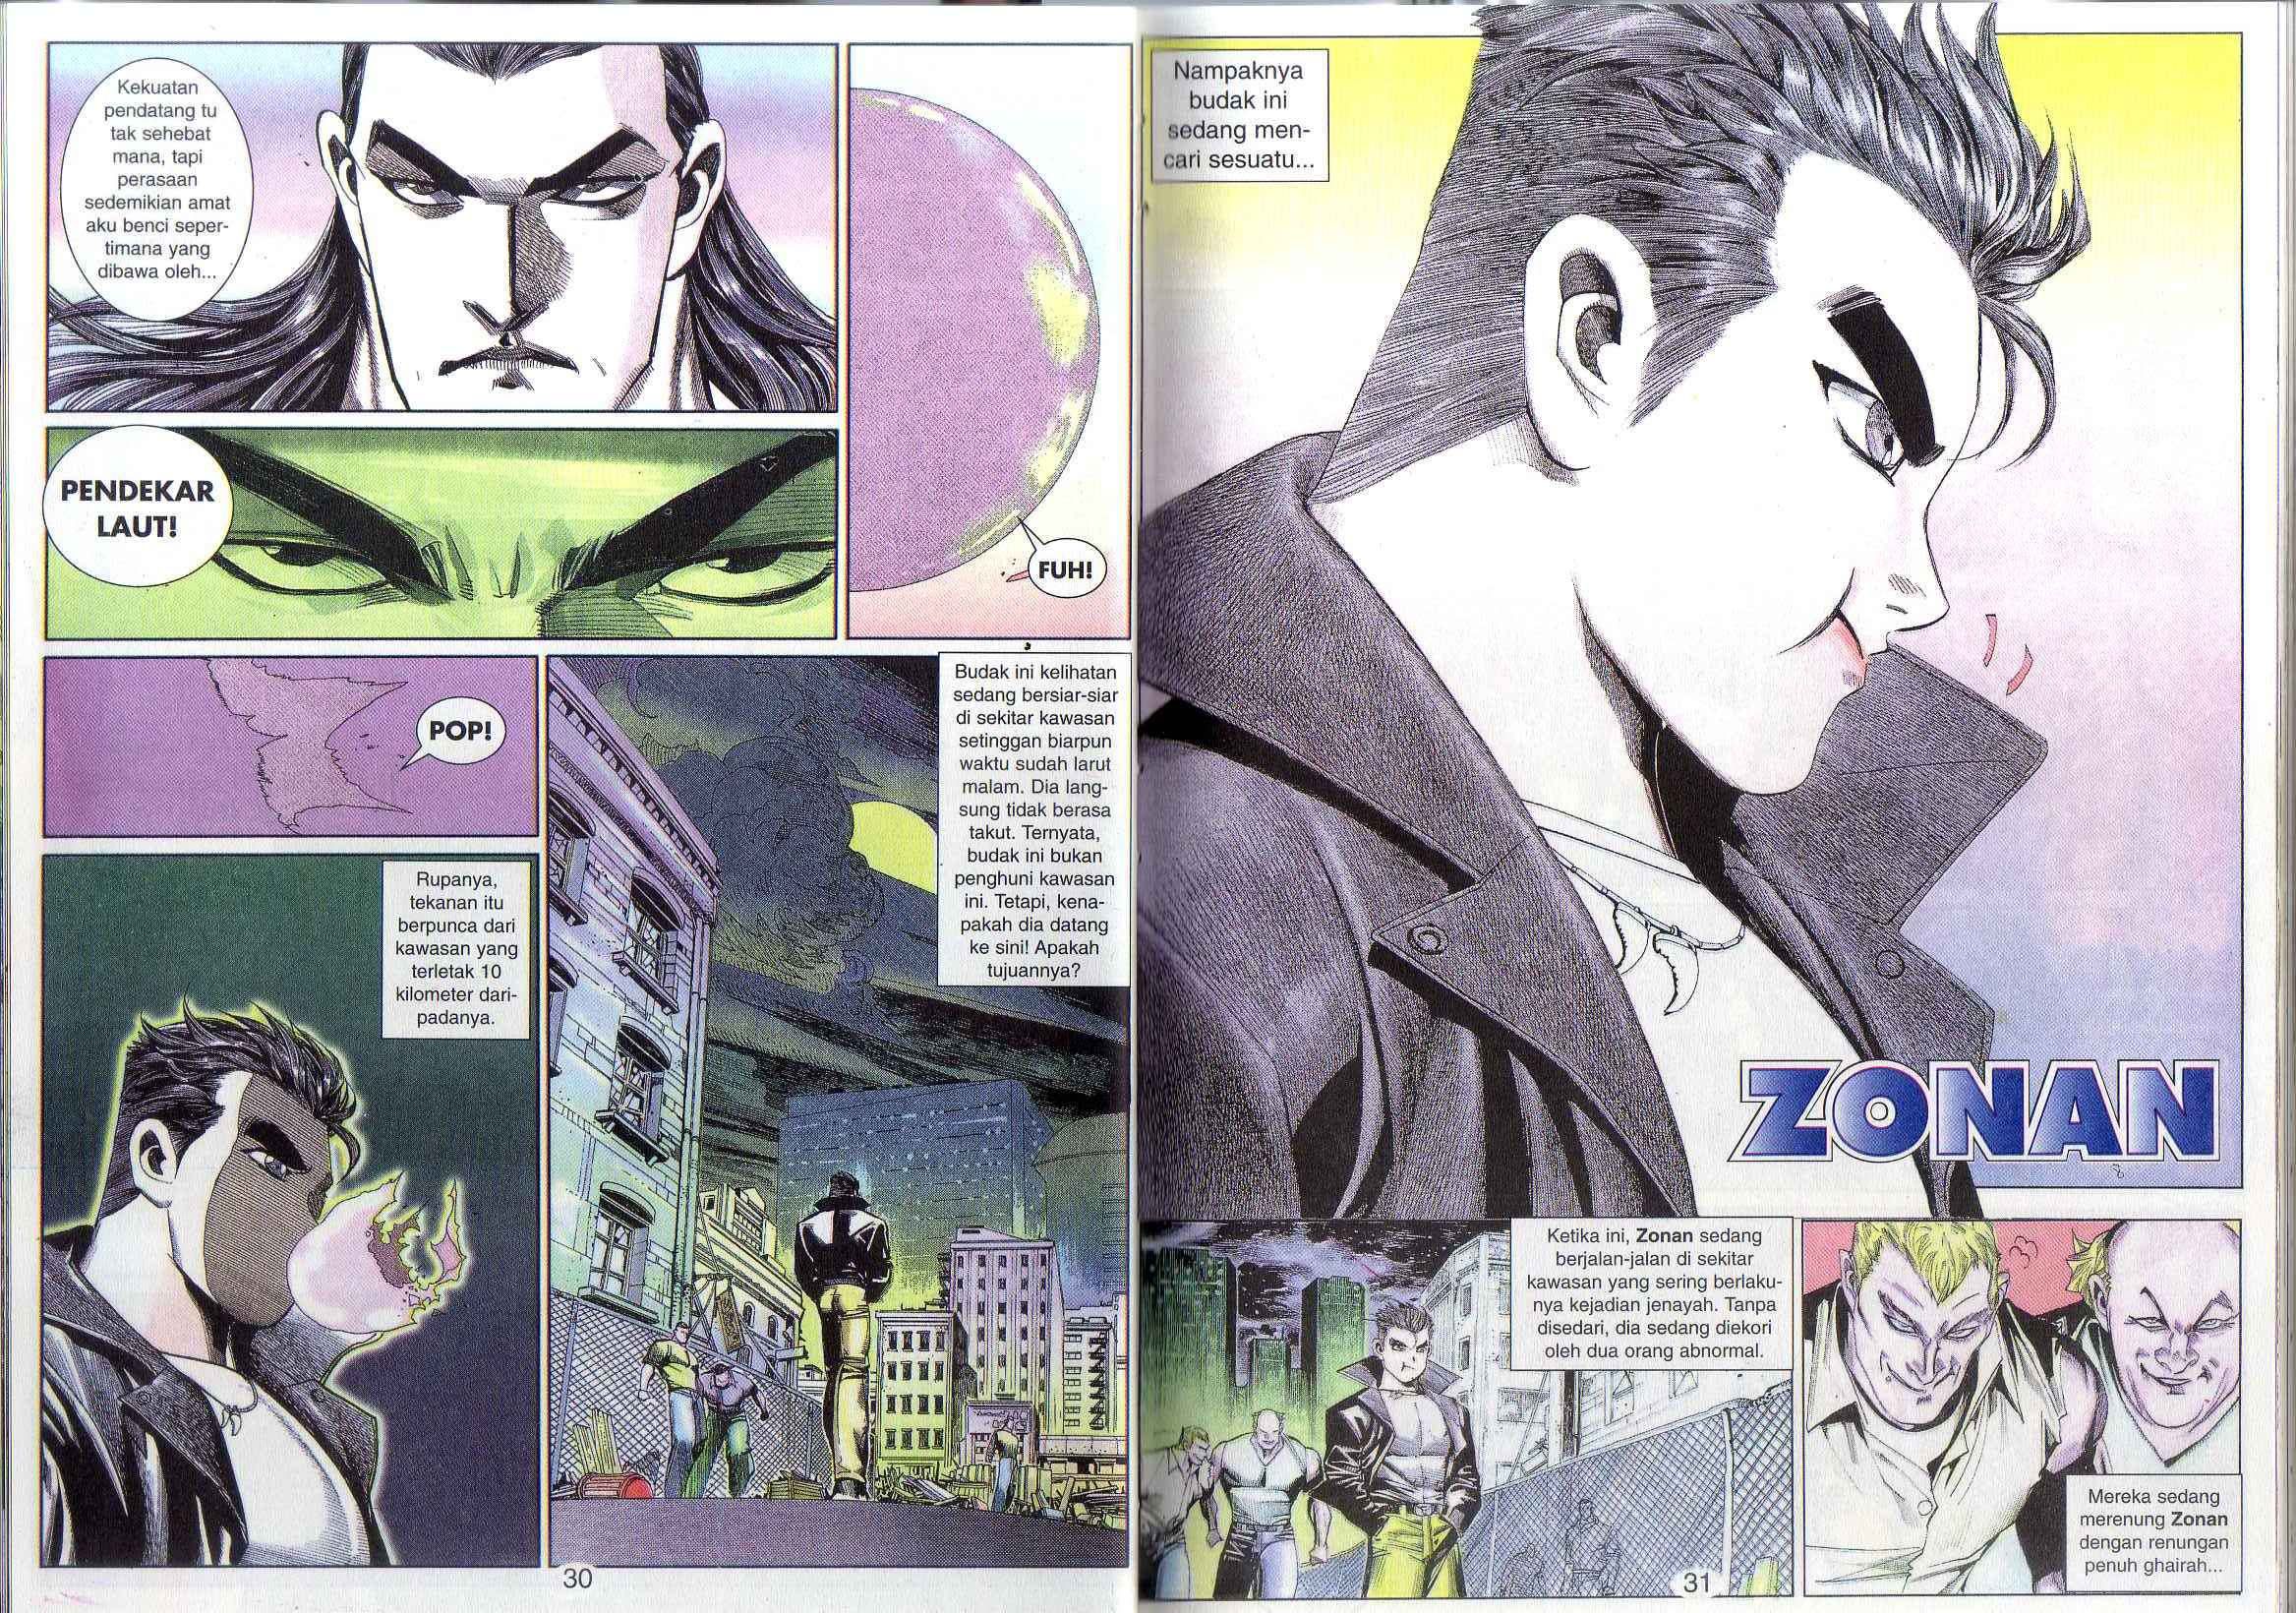 Kekuatan
pendatang tu
tak sehebat
mana, tapi
perasaan
sedemikian amat
aku benci seper-
timana yang
dibawa oleh...
PENDEKAR
LAUT!
FUH!
POP!
Rupanya,
tekanan itu
berpunca dari
kawasan yang
terletak 10
kilometer dari-
padanya.
Budak ini kelihatan
sedang bersiar-siar
di sekitar kawasan
setinggan biarpun
waktu sudah larut
malam. Dia lang-
sung tidak berasa
takut. Ternyata,
budak ini bukan
penghuni kawasan
ini. Tetapi, kena-
pakah dia datang
ke sini! Apakah
tujuannya?
30
Nampaknya
budak ini
sedang men-
cari sesuatu...
ZONAN
Ketika ini, Zonan sedang
berjalan-jalan di sekitar
kawasan yang sering berlaku-
nya kejadian jenayah. Tanpa
disedari, dia sedang diekori
oleh dua orang abnormal.
Mereka sedang
merenung Zonan
dengan renungan
penuh ghairah...
31